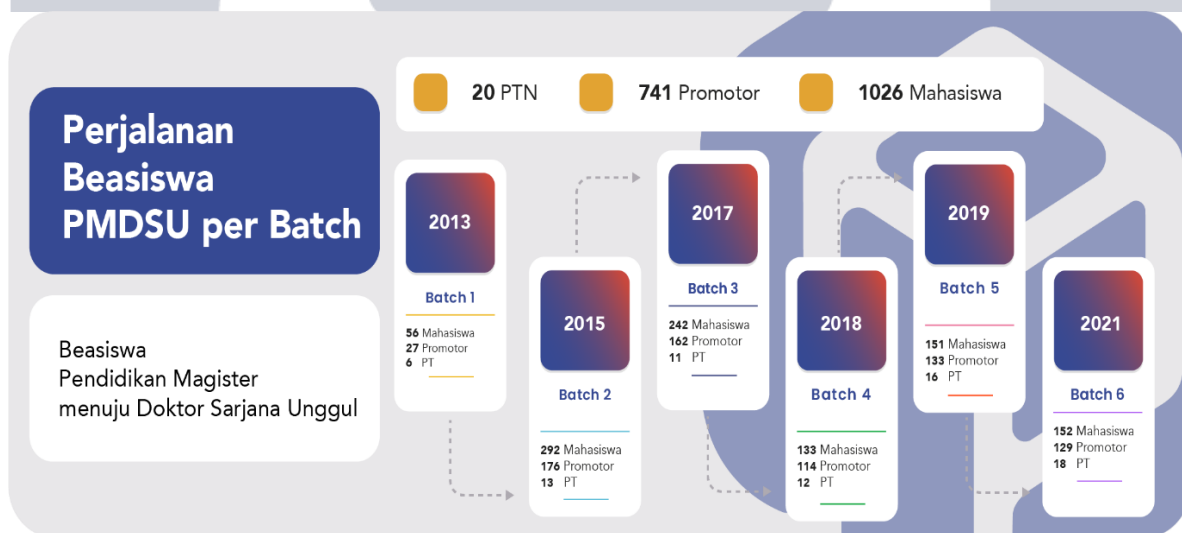 Perjalanan
Beasiswa
PMDSU per Batch
Beasiswa
Pendidikan Magister
menuju Doktor Sarjana Unggul
20 PTN
741 Promotor
1026 Mahasiswa
2013
Batch 1
56 Mahasiswa
27 Promotor
6 PT
2015
Batch 2
292 Mahasiswa
176 Promotor
13 PT
2017
Batch 3
242 Mahasiswa
162 Promotor
11 PT
2018
Batch 4
133 Mahasiswa
114 Promotor
12 PT
2019
Batch 5
151 Mahasiswa
133 Promotor
16 PT
2021
Batch 6
152 Mahasiswa
129 Promotor
18 PT